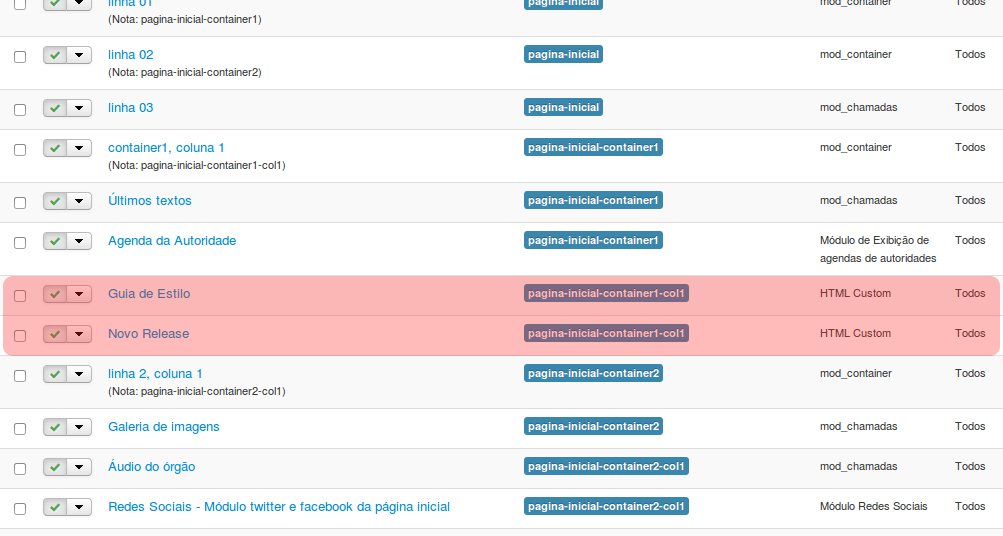 linha 01 pagina-inicial mod_container Todos
(Nota: pagina-inicial-container1)
linha 02 pagina-inicial mod_container Todos
(Nota: pagina-inicial-container2)
linha 03 pagina-inicial mod_chamadas Todos
container1, coluna 1 pagina-inicial-container1 mod_container Todos
(Nota: pagina-inicial-container1-col1)
Últimos textos pagina-inicial-container1 mod_chamadas Todos
Agenda da Autoridade pagina-inicial-container1 Módulo de Exibição de Todos
agendas de autoridades
Guia de Estilo pagina-inicial-container1-col1 HTML Custom Todos
Novo Release pagina-inicial-container1-col1 HTML Custom Todos
linha 2, coluna 1 pagina-inicial-container2 mod_container Todos
(Nota: pagina-inicial-container2-col1)
Galeria de imagens pagina-inicial-container2 mod_chamadas Todos
Áudio do órgão pagina-inicial-container2-col1 mod_chamadas Todos
Redes Sociais - Módulo twitter e facebook da página inicial pagina-inicial-container2-col1 Módulo Redes Sociais Todos